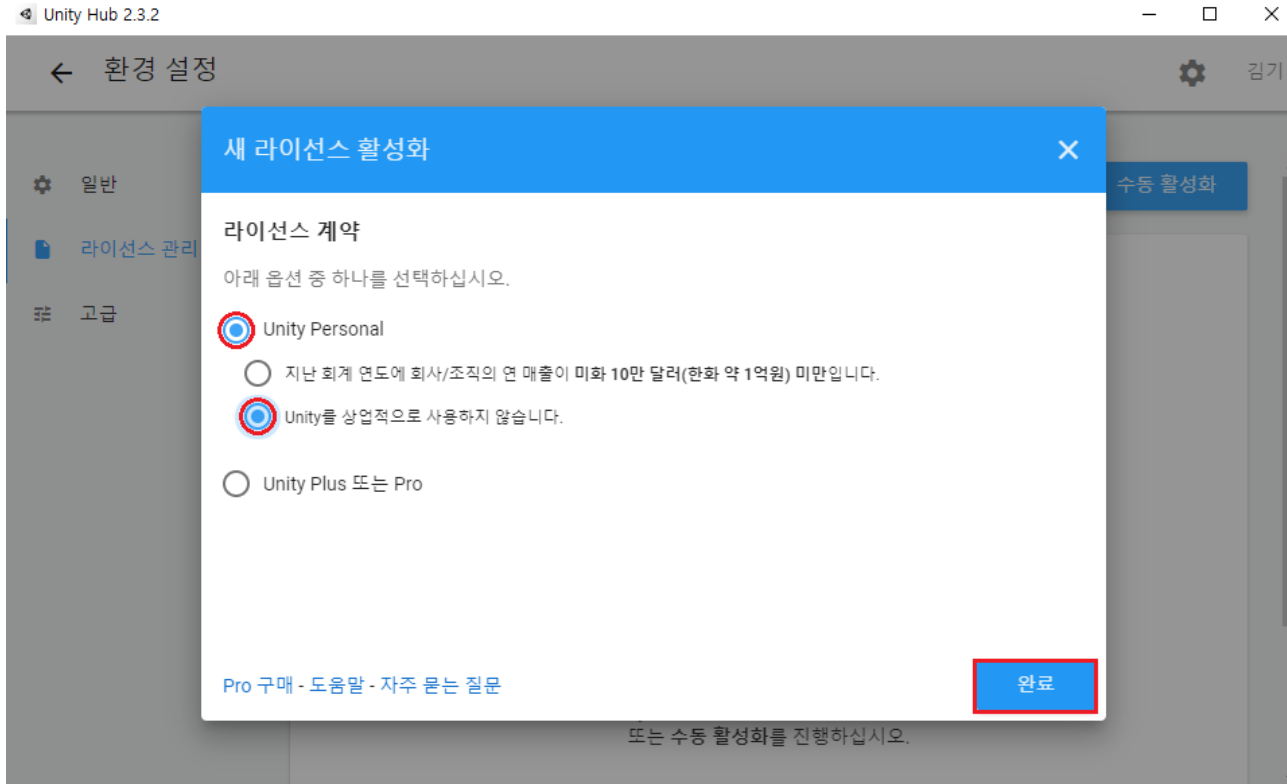 Unity Hub 2.3.2
환경 설정
김기
새 라이선스 활성화
일반
수동 활성화
라이선스 계약
라이선스 관리
아래 옵션 중 하나를 선택하십시오.
고급
Unity Personal
지난 회계 연도에 회사/조직의 연 매출이 미화 10만 달러(한화 약 1억원) 미만입니다.
Unity를 상업적으로 사용하지 않습니다.
Unity Plus 또는 Pro
Pro 구매 - 도움말 - 자주 묻는 질문
완료
또는 수동 활성화를 진행하십시오.